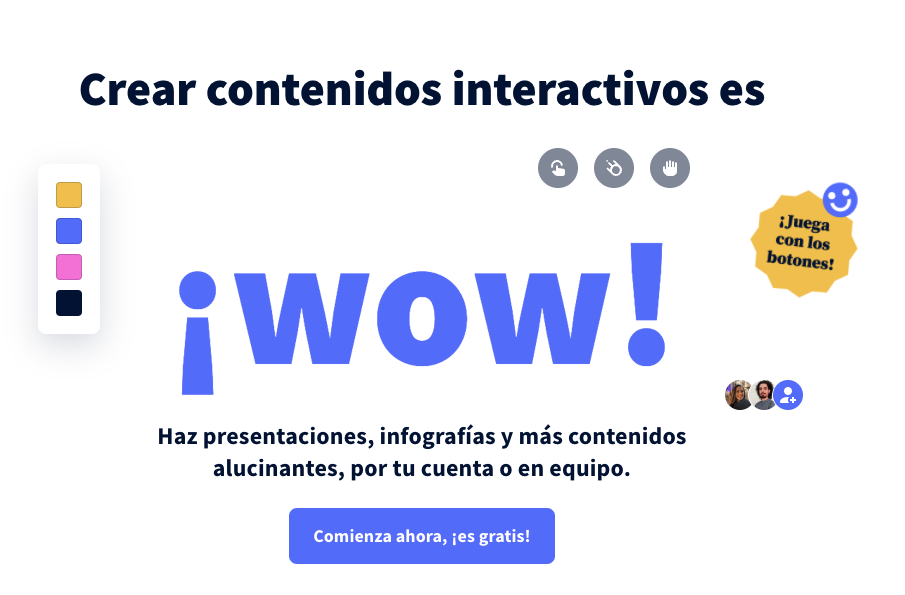 Crear contenidos interactivos es
¡Juega
con los
botones!
¡wow!
Haz presentaciones, infografías y más contenidos
alucinantes, por tu cuenta o en equipo.
Comienza ahora, ¡es gratis!